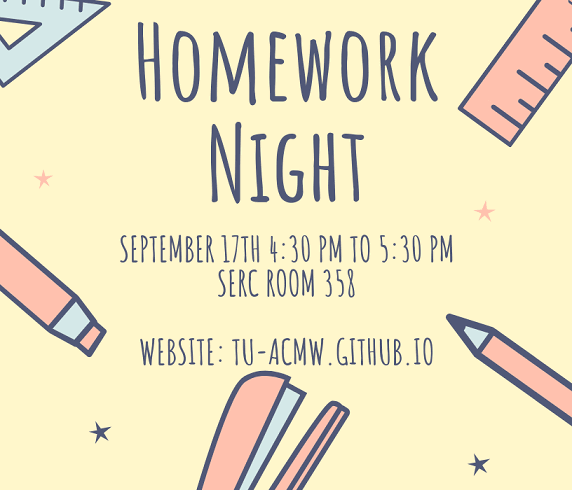 Homework
Night
September 17th 4:30 PM to 5:30 PM
SERC Room 358
Website: tu-acmw.github.io